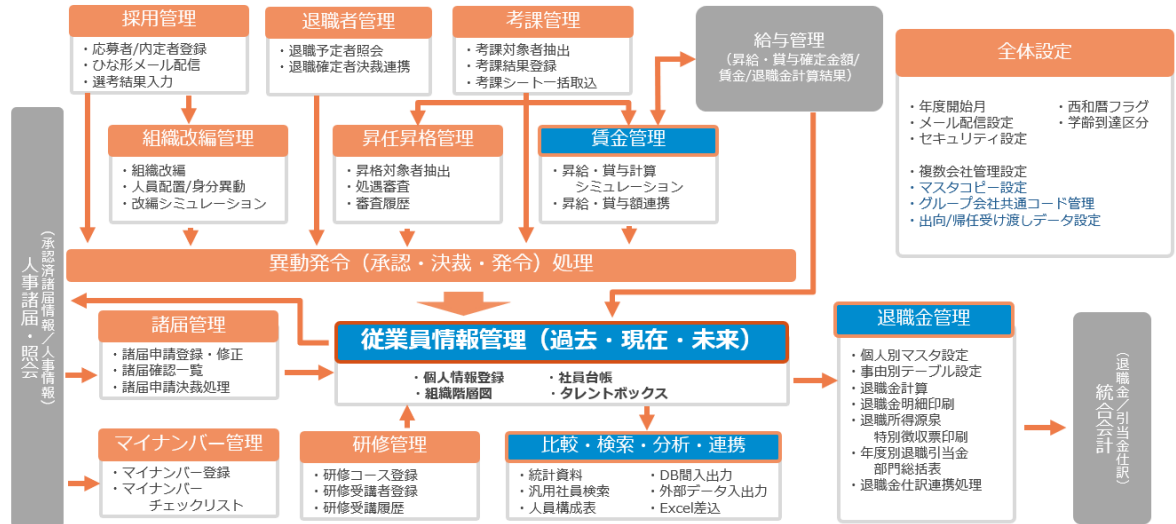 採用管理
・応募者/内定者登録
・ひな形メール配信
・選考結果入力
退職者管理
・退職予定者照会
・退職確定者決裁連携
考課管理
・考課対象者抽出
・考課結果登録
・考課シート一括取込
給与管理
（昇給・賞与確定金額/
賃金/退職金計算結果）
全体設定
・年度開始月
・メール配信設定
・セキュリティ設定
・西和暦フラグ
・学齢到達区分
・複数会社管理設定
・マスタコピー設定
・グループ会社共通コード管理
・出向/帰任受け渡しデータ設定
組織改編管理
・組織改編
・人員配置/身分異動
・改編シミュレーション
昇任昇格管理
・昇格対象者抽出
・処遇審査
・審査履歴
賃金管理
・昇給・賞与計算
シミュレーション
・昇給・賞与額連携
異動発令（承認・決裁・発令）処理
人事諸届・照会
（承認済諸届情報/人事情報）
諸届管理
・諸届申請登録・修正
・諸届確認一覧
・諸届申請決裁処理
従業員情報管理（過去・現在・未来）
・個人情報登録
・組織階層図
・社員台帳
・タレントボックス
退職金管理
・個人別マスタ設定
・事由別テーブル設定
・退職金計算
・退職金明細印刷
・退職所得源泉
特別徴収票印刷
・年度別退職引当金
部門総括表
・退職金仕訳連携処理
統合会計
（退職金/引当金仕訳）
マイナンバー管理
・マイナンバー登録
・マイナンバー
チェックリスト
研修管理
・研修コース登録
・研修受講者登録
・研修受講履歴
比較・検索・分析・連携
・統計資料
・汎用社員検索
・人員構成表
・DB間入出力
・外部データ入出力
・Excel差込